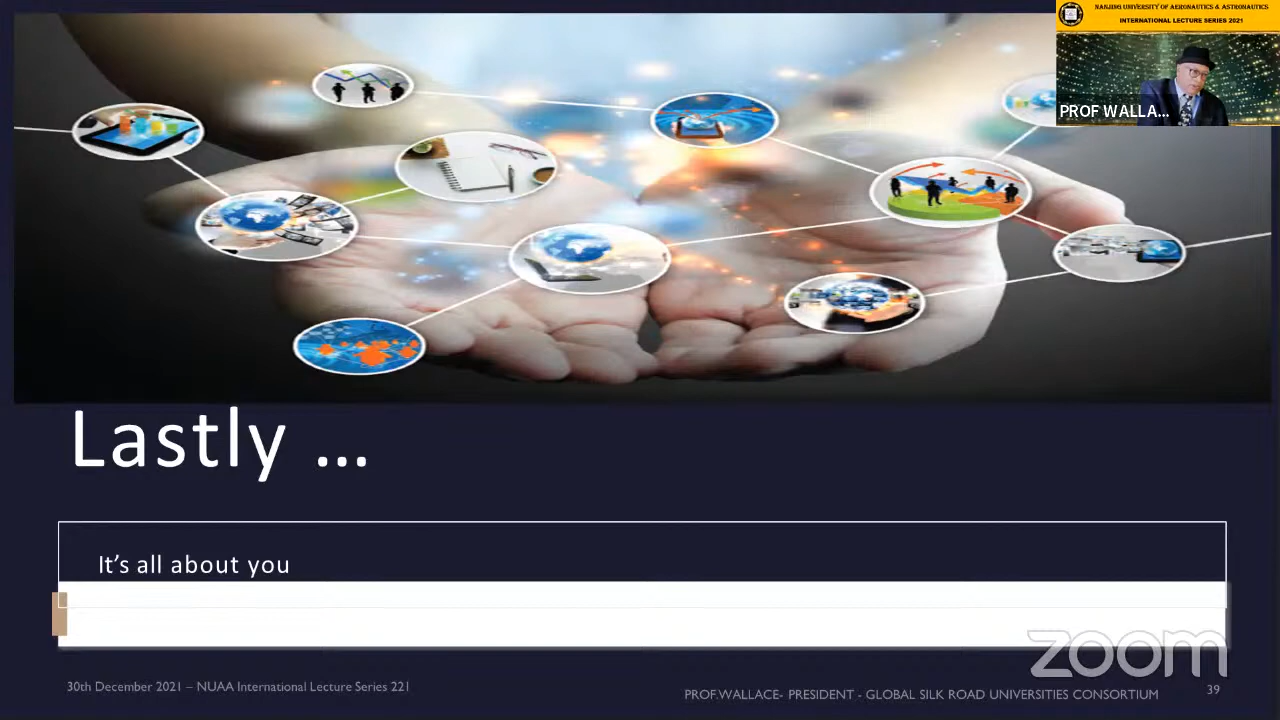 NANJING UNIVERSITY OF AERONAUTICS & ASTRONAUTICS
INTERNATIONAL LECTURE SERIES 2021
PROF WALLA...
Lastly ...
It's all about you
zoom
30th December 2021 – NUAA International Lecture Series 221
PROF.WALLACE- PRESIDENT - GLOBAL SILK ROAD UNIVERSITIES CONSORTIUM
39